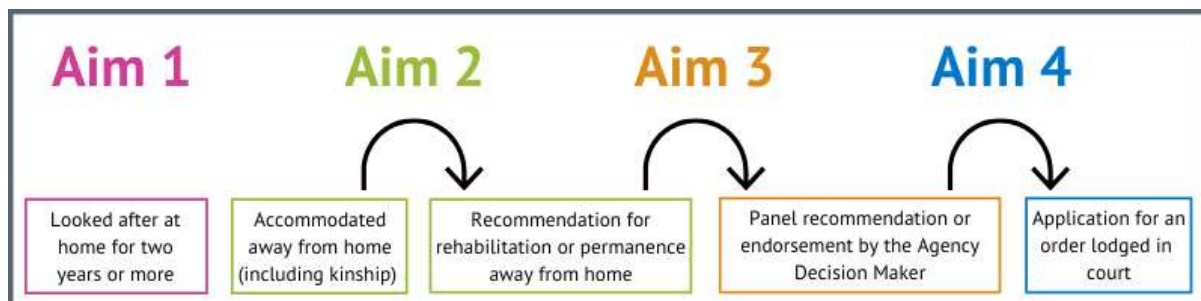 Aim 1
Aim 2
Aim 3
Aim 4
Looked after at
home for two
years or more
Accommodated
away from home
(including kinship)
Recommendation for
rehabilitation or permanence
away from home
Panel recommendation or
endorsement by the Agency
Decision Maker
Application for an
order lodged in
court